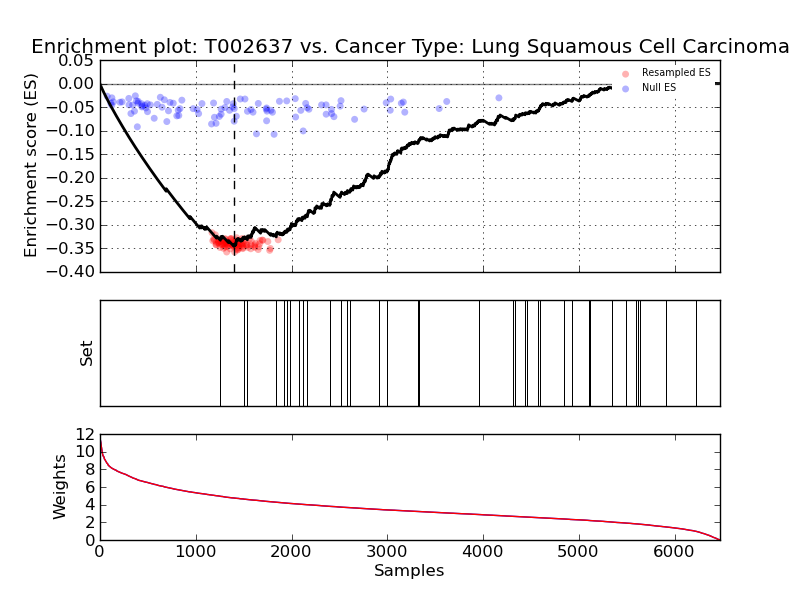 Enrichment plot: T002637 vs. Cancer Type: Lung Squamous Cell Carcinoma
0.05
0.00
−0.05
−0.10
−0.15
−0.20
−0.25
−0.30
−0.35
−0.40
Enrichment score (ES)
Resampled ES
Null ES
Set
12
10
8
6
4
2
0
Weights
0 1000 2000 3000 4000 5000 6000
Samples